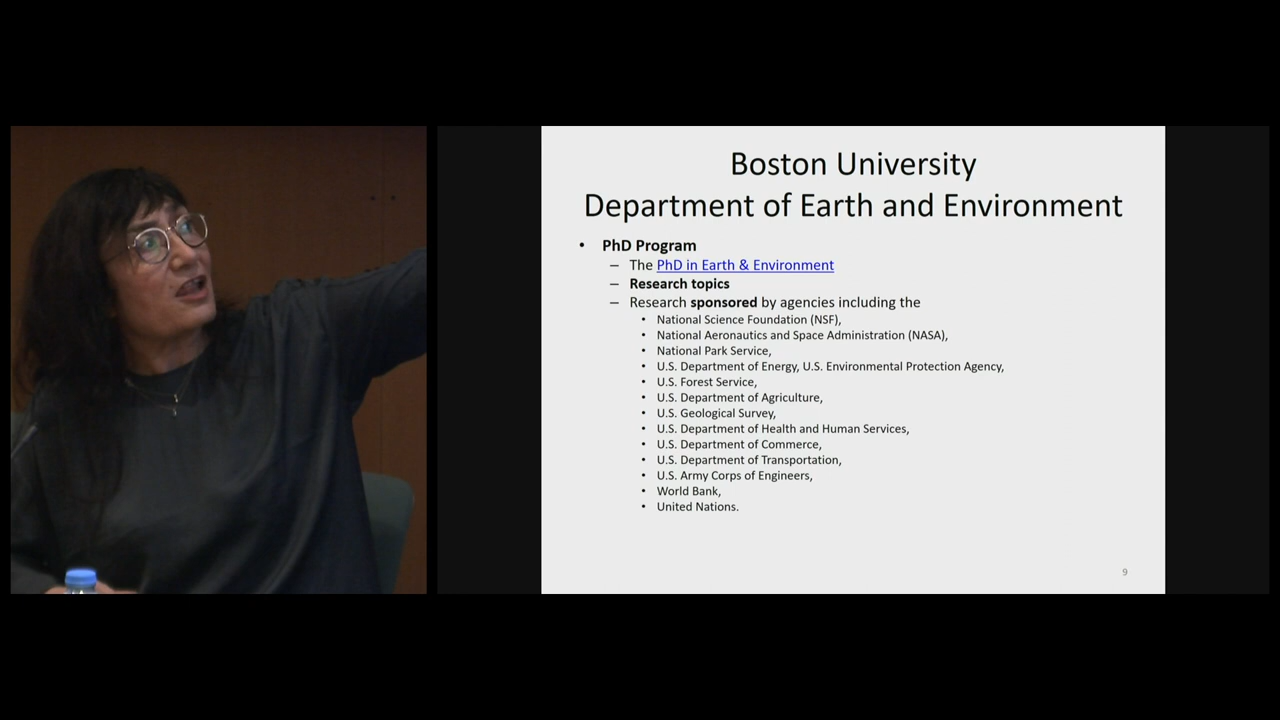 Boston University
Department of Earth and Environment
• PhD Program
– The PhD in Earth & Environment
– Research topics
– Research sponsored by agencies including the
• National Science Foundation (NSF),
• National Aeronautics and Space Administration (NASA),
• National Park Service,
• U.S. Department of Energy, U.S. Environmental Protection Agency,
• U.S. Forest Service,
• U.S. Department of Agriculture,
• U.S. Geological Survey,
• U.S. Department of Health and Human Services,
• U.S. Department of Commerce,
• U.S. Department of Transportation,
• U.S. Army Corps of Engineers,
• World Bank,
• United Nations.
9